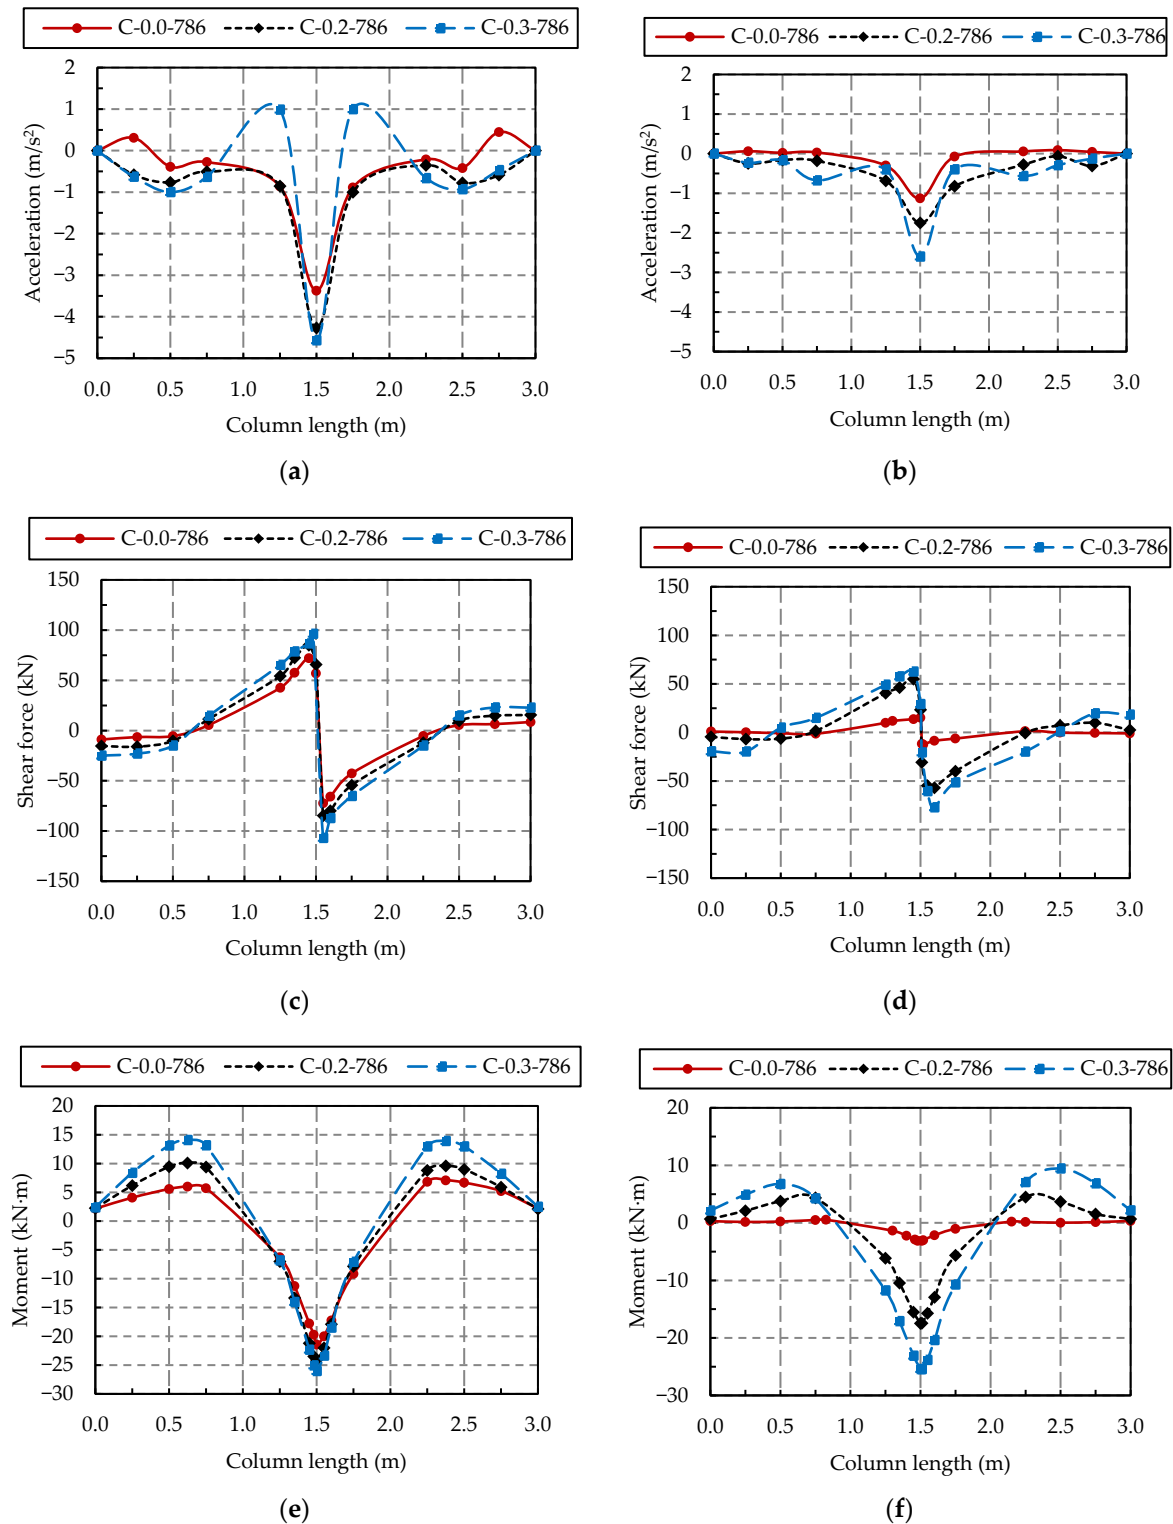 C-0.0-786 C-0.2-786 C-0.3-786
Acceleration (m/s²)
2
1
0
−1
−2
−3
−4
−5
0.0 0.5 1.0 1.5 2.0 2.5 3.0
Column length (m)
(a)
C-0.0-786 C-0.2-786 C-0.3-786
Acceleration (m/s²)
2
1
0
−1
−2
−3
−4
−5
0.0 0.5 1.0 1.5 2.0 2.5 3.0
Column length (m)
(b)
C-0.0-786 C-0.2-786 C-0.3-786
Shear force (kN)
150
100
50
0
−50
−100
−150
0.0 0.5 1.0 1.5 2.0 2.5 3.0
Column length (m)
(c)
C-0.0-786 C-0.2-786 C-0.3-786
Shear force (kN)
150
100
50
0
−50
−100
−150
0.0 0.5 1.0 1.5 2.0 2.5 3.0
Column length (m)
(d)
C-0.0-786 C-0.2-786 C-0.3-786
Moment (kN·m)
20
15
10
5
0
−5
−10
−15
−20
−25
−30
0.0 0.5 1.0 1.5 2.0 2.5 3.0
Column length (m)
(e)
C-0.0-786 C-0.2-786 C-0.3-786
Moment (kN·m)
20
10
0
−10
−20
−30
0.0 0.5 1.0 1.5 2.0 2.5 3.0
Column length (m)
(f)